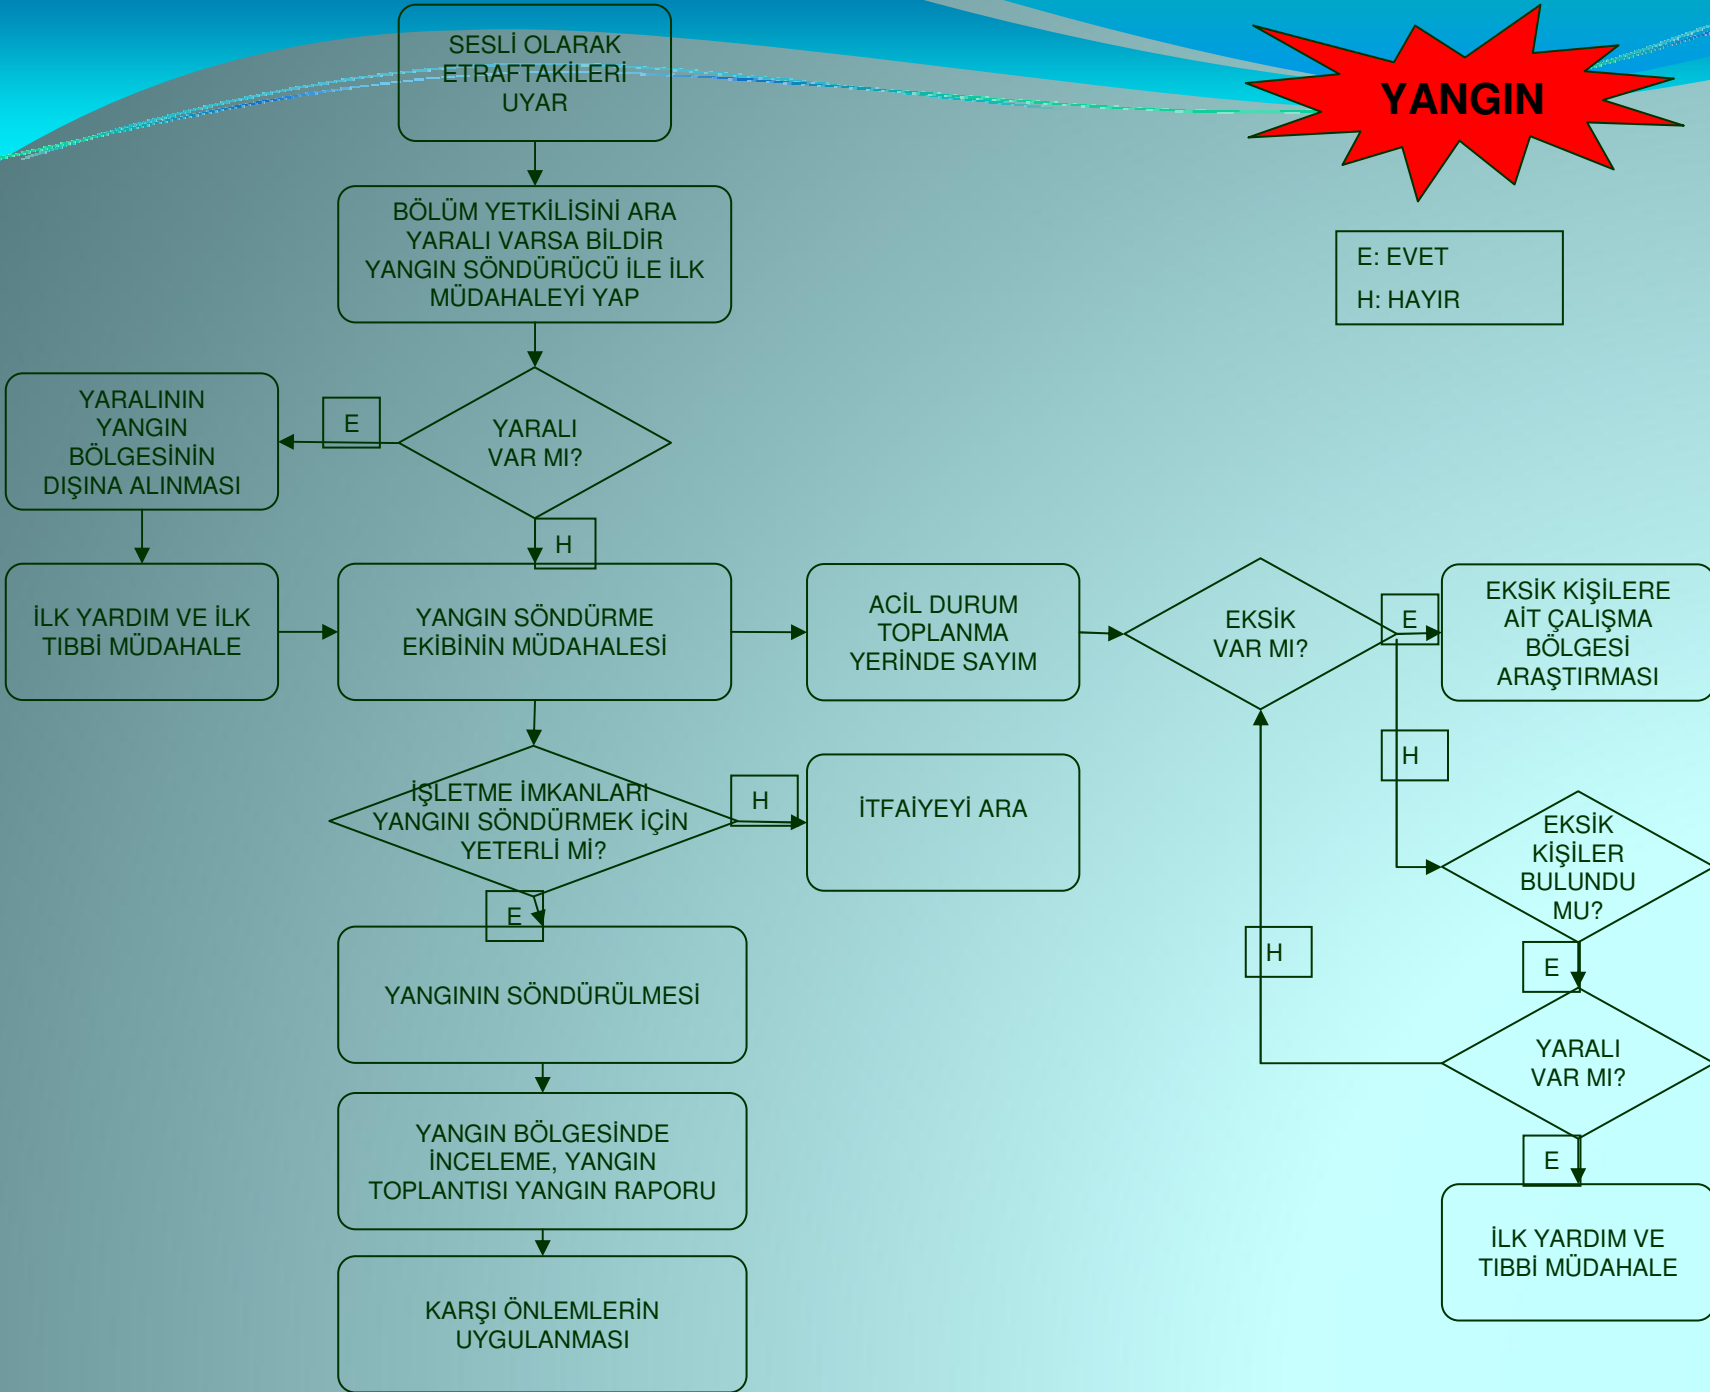 SESLİ OLARAK
ETRAFTAKİLERİ
UYAR
YANGIN
BÖLÜM YETKİLİSİNİ ARA
YARALI VARSA BİLDİR
YANGIN SÖNDÜRÜCÜ İLE İLK
MÜDAHALEYİ YAP
E: EVET
H: HAYIR
YARALININ
YANGIN
BÖLGESİNİN
DIŞINA ALINMASI
E
YARALI
VAR MI?
H
İLK YARDIM VE İLK
TIBBİ MÜDAHALE
YANGIN SÖNDÜRME
EKİBİNİN MÜDAHALESİ
ACİL DURUM
TOPLANMA
YERİNDE SAYIM
EKSİK
VAR MI?
E
EKSİK KİŞİLERE
AİT ÇALIŞMA
BÖLGESİ
ARAŞTIRMASI
H
İŞLETME İMKANLARI
YANGINI SÖNDÜRMEK İÇİN
YETERLİ Mİ?
H
İTFAİYEYİ ARA
EKSİK
KİŞİLER
BULUNDU
MU?
E
YANGININ SÖNDÜRÜLMESİ
H
E
YARALI
VAR MI?
YANGIN BÖLGESİNDE
İNCELEME, YANGIN
TOPLANTISI YANGIN RAPORU
E
İLK YARDIM VE
TIBBİ MÜDAHALE
KARŞI ÖNLEMLERİN
UYGULANMASI